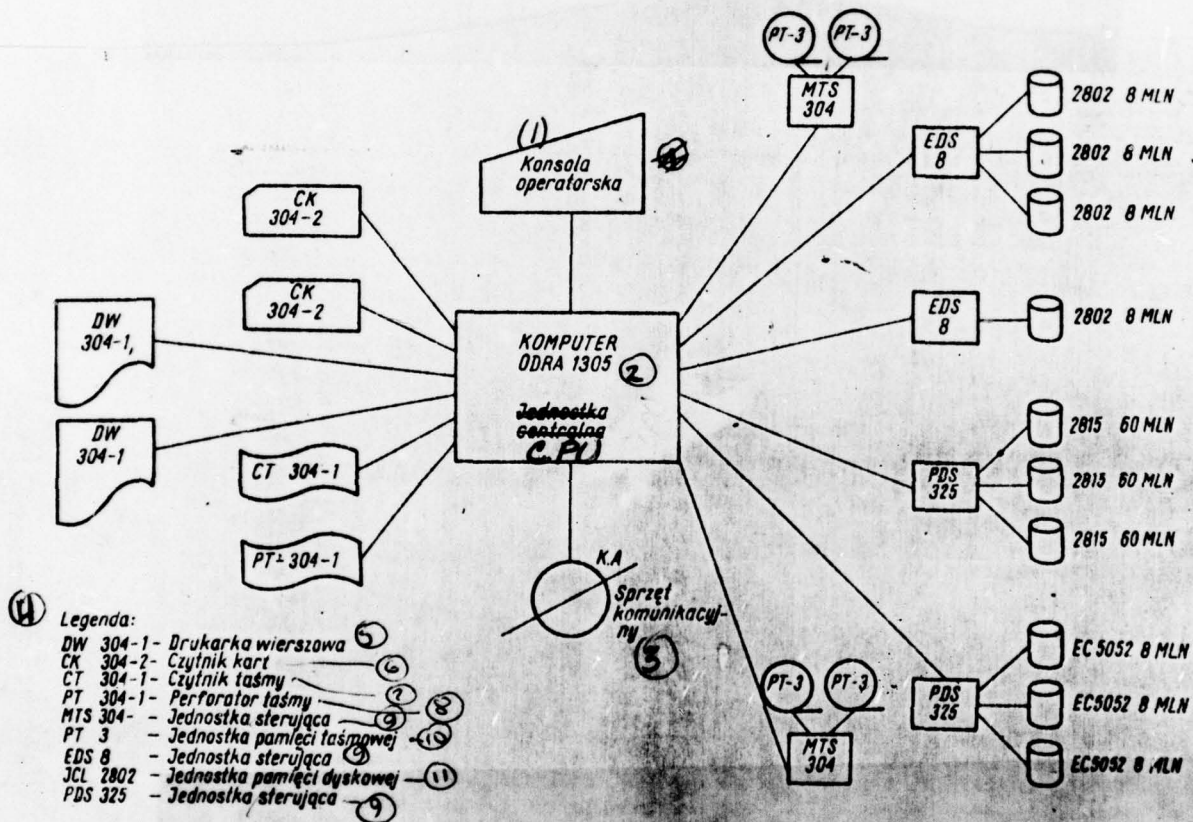 PT-3
PT-3
MTS
304
2802 8 MLN
EDS
8
2802 8 MLN
2802 8 MLN
(1)
Konsola
operatorska
CK
304-2
CK
304-2
EDS
8
2802 8 MLN
DW
304-1,
KOMPUTER
ODRA 1305
2
Jednostka
centralna
C.PU
DW
304-1
CT 304-1
PT-304-1
2815 60 MLN
PDS
325
2815 60 MLN
2815 60 MLN
K.A
Sprzęt
komunikacyj-
ny
3
4
Legenda:
DW 304-1 - Drukarka wierszowa 5
CK 304-2 - Czytnik kart 6
CT 304-1 - Czytnik taśmy 7
PT 304-1 - Perforator taśmy 8
MTS 304- - Jednostka sterująca 9
PT 3 - Jednostka pamięci taśmowej 10
EDS 8 - Jednostka sterująca 9
JCL 2802 - Jednostka pamięci dyskowej 11
PDS 325 - Jednostka sterująca 9
PT-3
PT-3
MTS
304
EC 5052 8 MLN
PDS
325
EC5052 8 MLN
EC5052 8 MLN